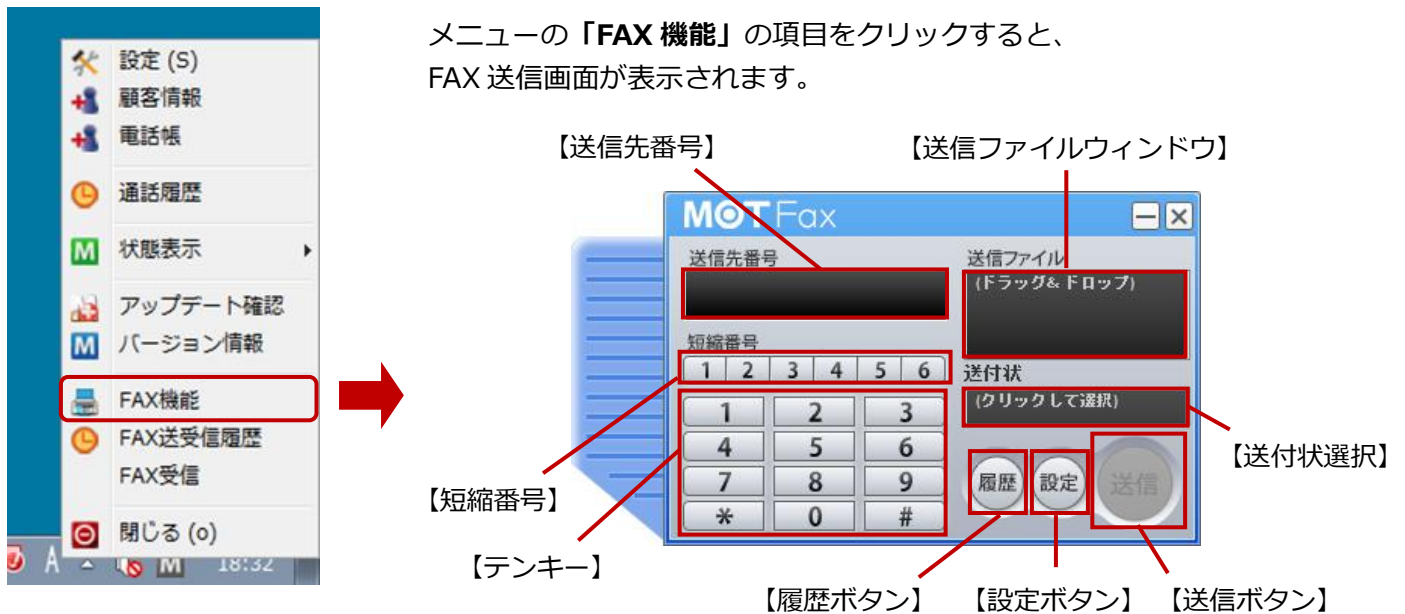 設定 (S)
顧客情報
電話帳
通話履歴
M 状態表示
アップデート確認
M バージョン情報
FAX機能
FAX送受信履歴
FAX受信
閉じる (o)
A M 18:32
メニューの「FAX 機能」の項目をクリックすると、
FAX 送信画面が表示されます。
【送信先番号】
【送信ファイルウィンドウ】
MOT Fax
送信先番号
送信ファイル
(ドラッグ& ドロップ)
短縮番号
1 2 3 4 5 6
送付状
(クリックして選択)
1 2 3
4 5 6
7 8 9
* 0 #
履歴 設定 送信
【送付状選択】
【短縮番号】
【テンキー】
【履歴ボタン】 【設定ボタン】 【送信ボタン】